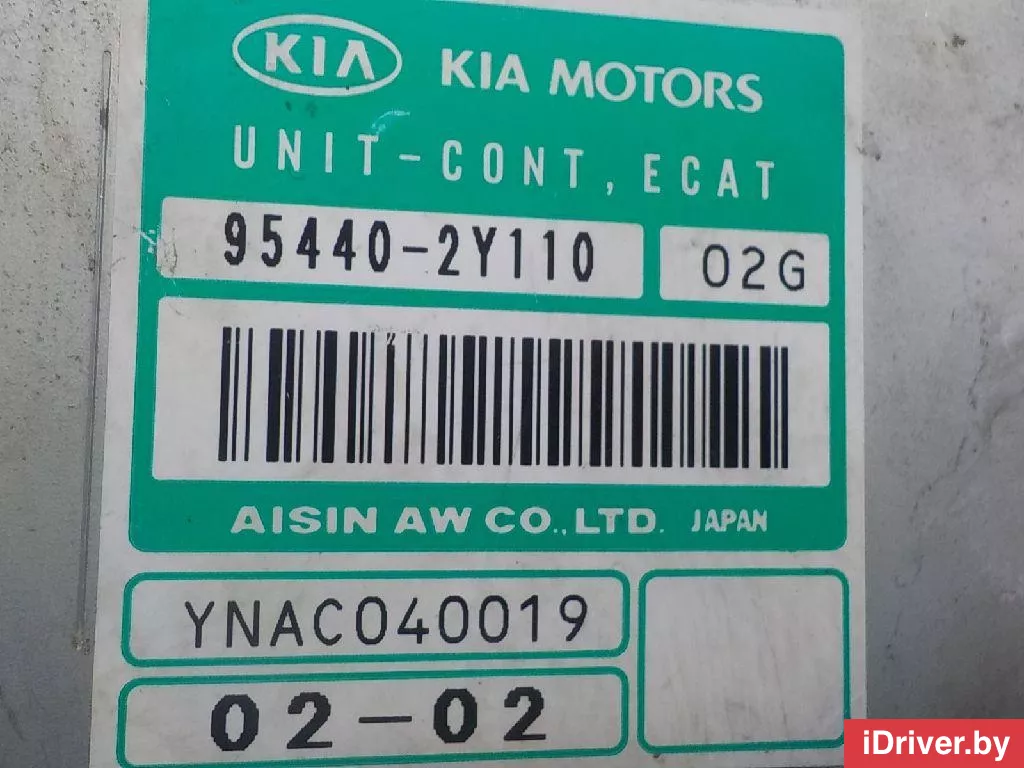 KIA KIA MOTORS
UNIT-CONT, ECAT
95440-2Y110 02G
2
AISIN AW CO.,LTD. JAPAN
YNAC040019
02-02
iDriver.by